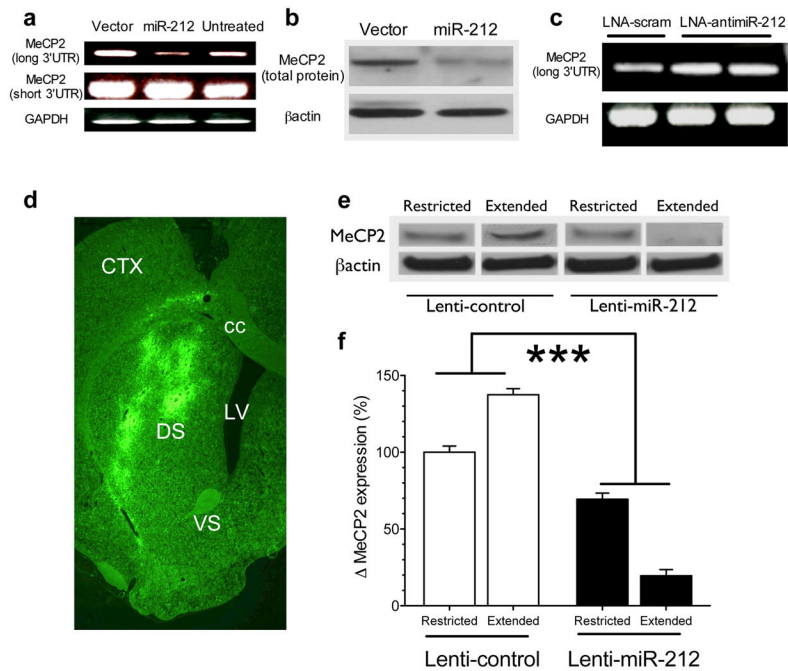 a
Vector miR-212 Untreated
MeCP2
(long 3'UTR)
MeCP2
(short 3'UTR)
GAPDH
b
Vector miR-212
MeCP2
(total protein)
βactin
c
LNA-scram LNA-antimiR-212
MeCP2
(long 3'UTR)
GAPDH
d
CTX
cc
LV
DS
VS
e
Restricted Extended Restricted Extended
MeCP2
βactin
Lenti-control Lenti-miR-212
f
***
Δ MeCP2 expression (%)
150
100
50
0
Restricted Extended Restricted Extended
Lenti-control Lenti-miR-212